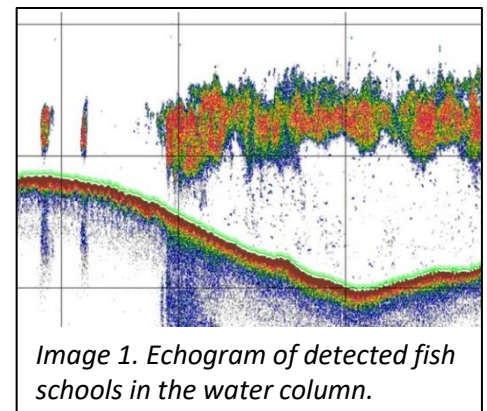 Image 1. Echogram of detected fish
schools in the water column.